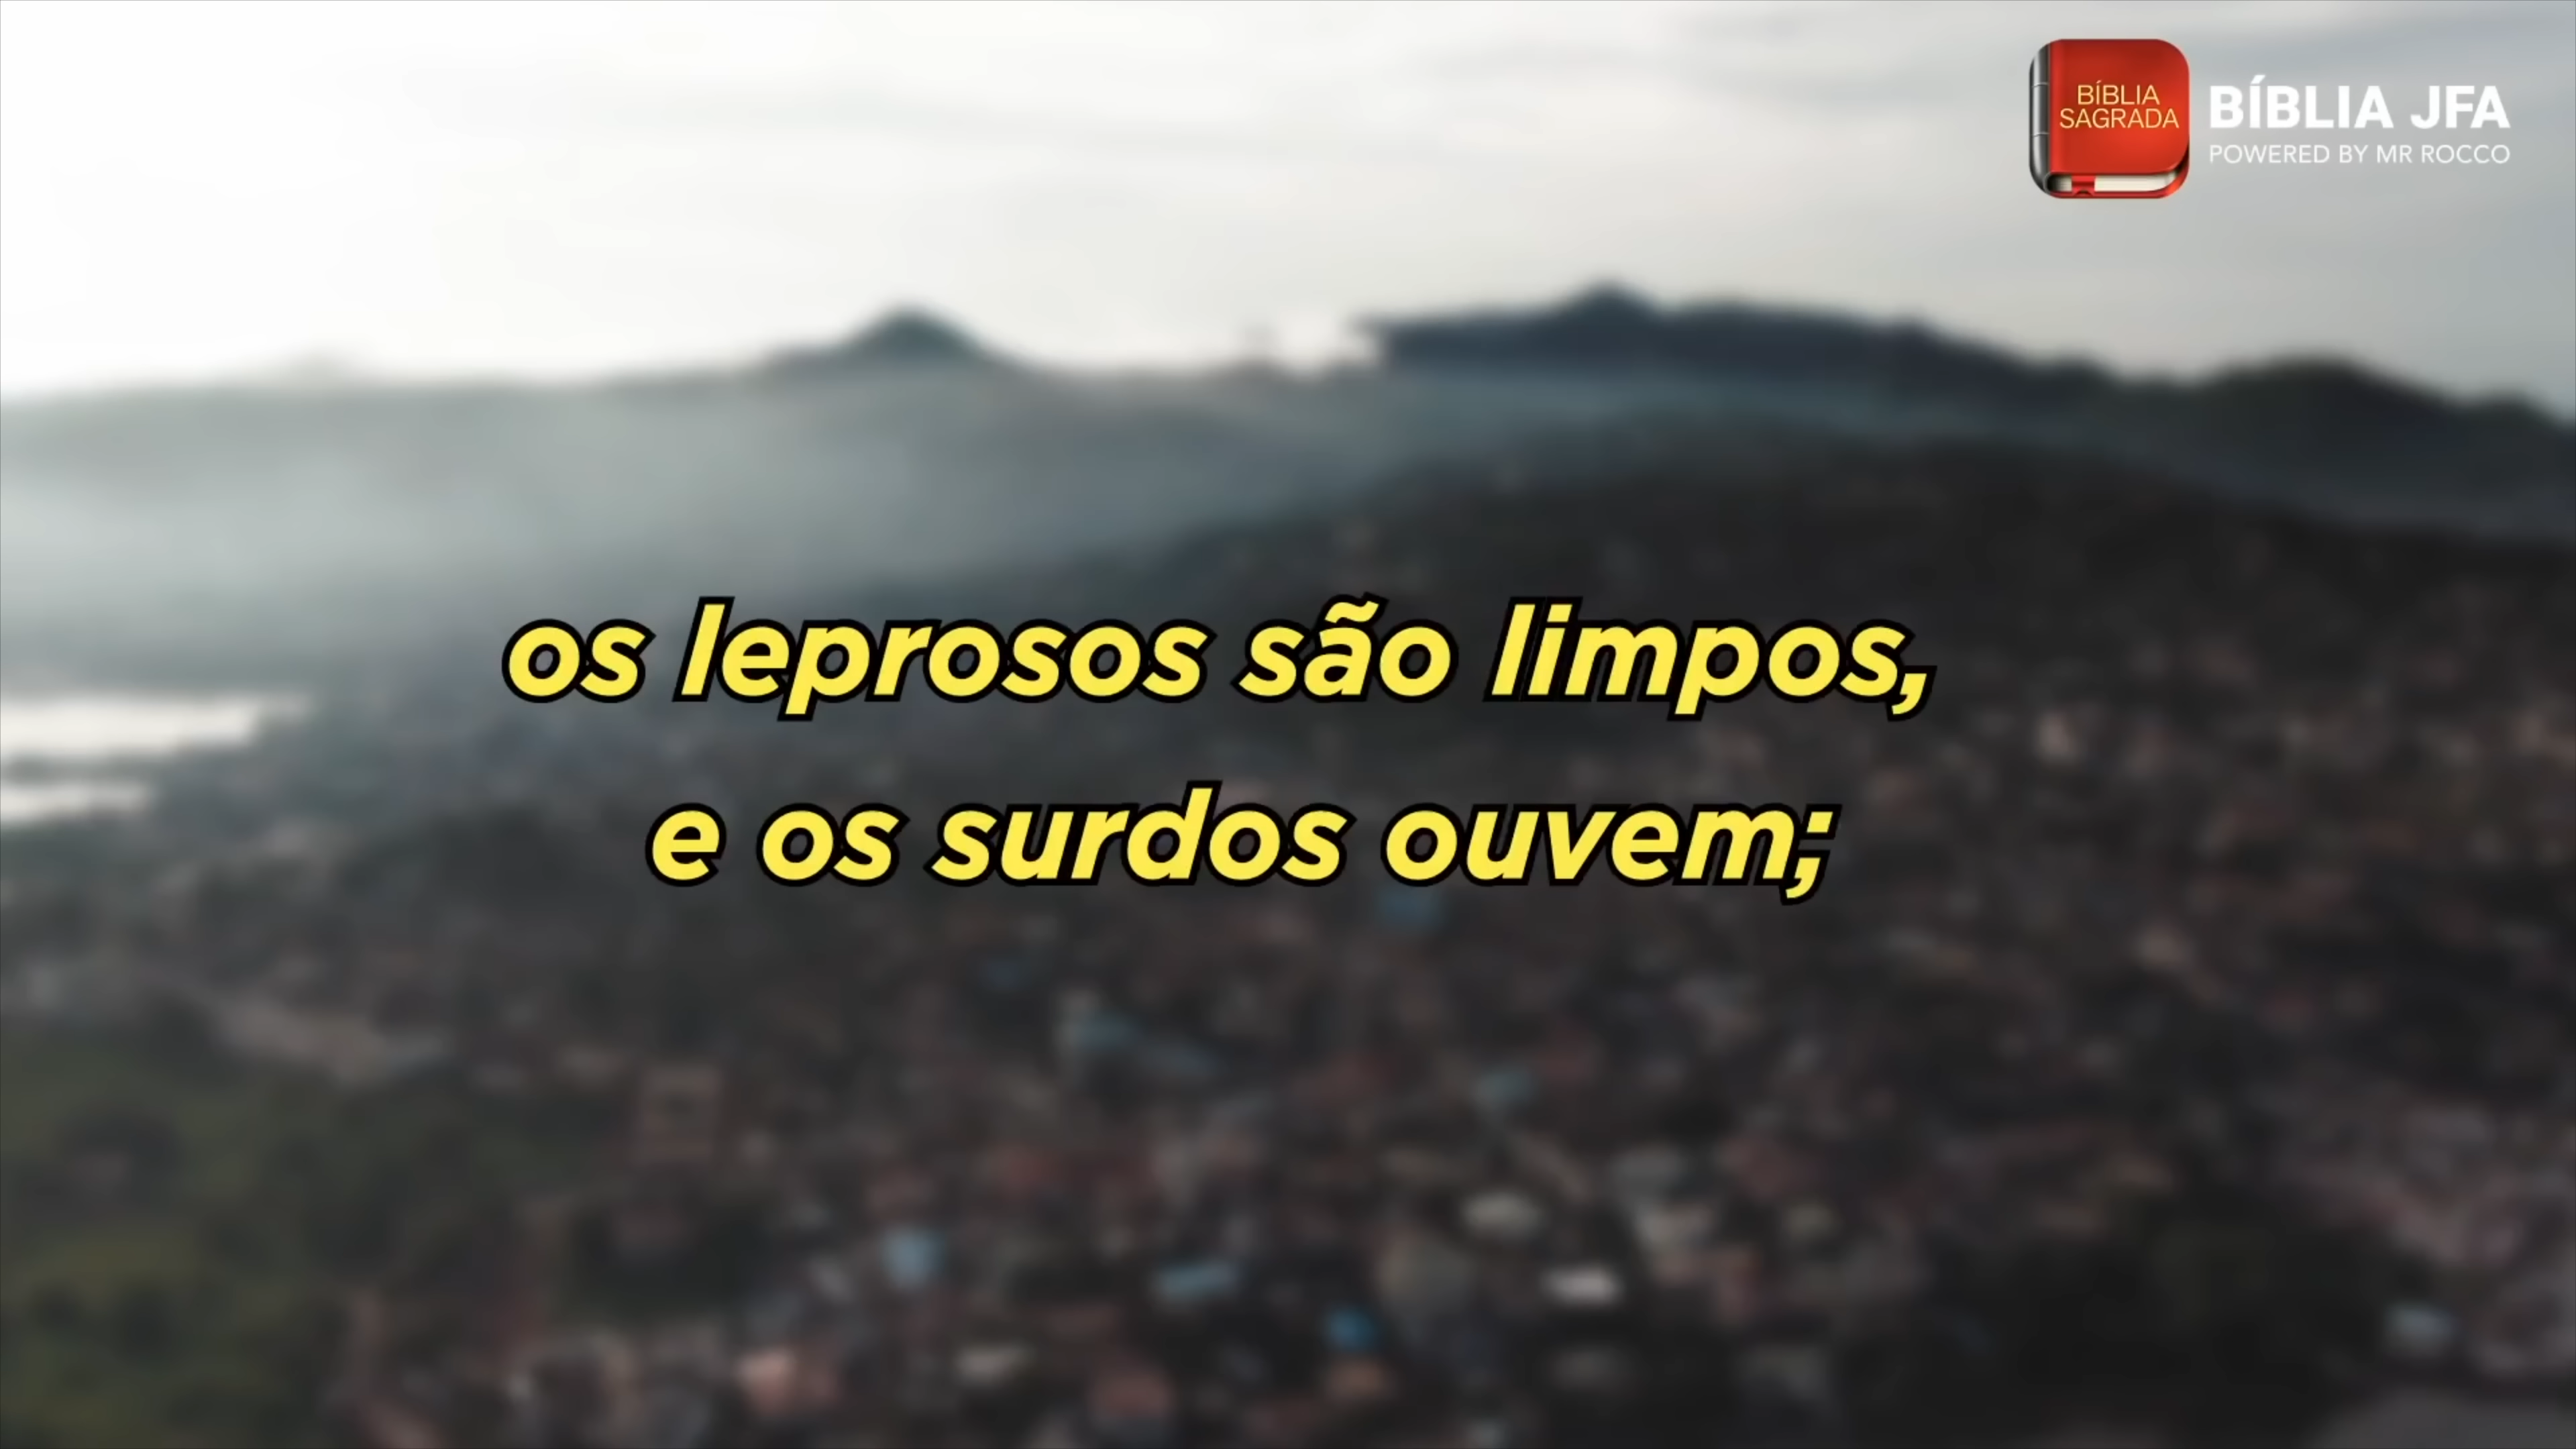 BÍBLIA
SAGRADA
BÍBLIA JFA
POWERED BY MR ROCCO
os leprosos são limpos,
e os surdos ouvem;